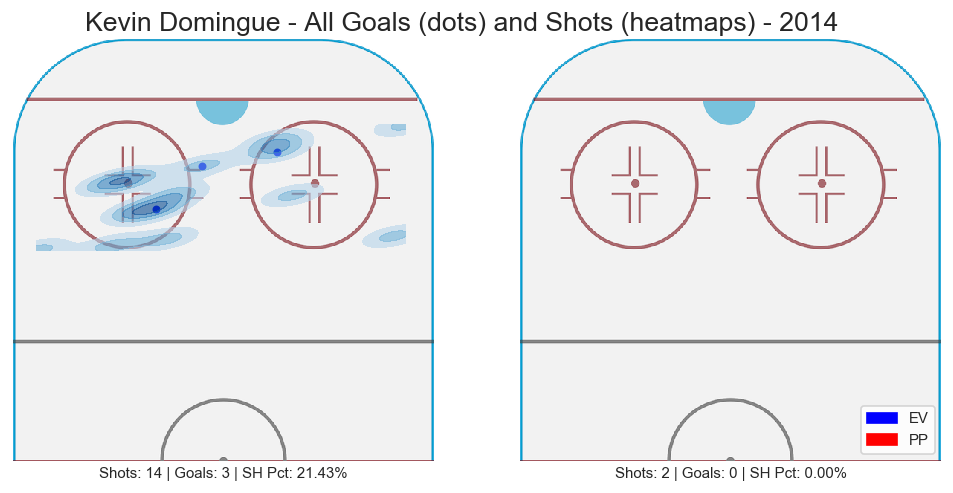 Kevin Domingue - All Goals (dots) and Shots (heatmaps) - 2014
EV
PP
Shots: 14 | Goals: 3 | SH Pct: 21.43%
Shots: 2 | Goals: 0 | SH Pct: 0.00%